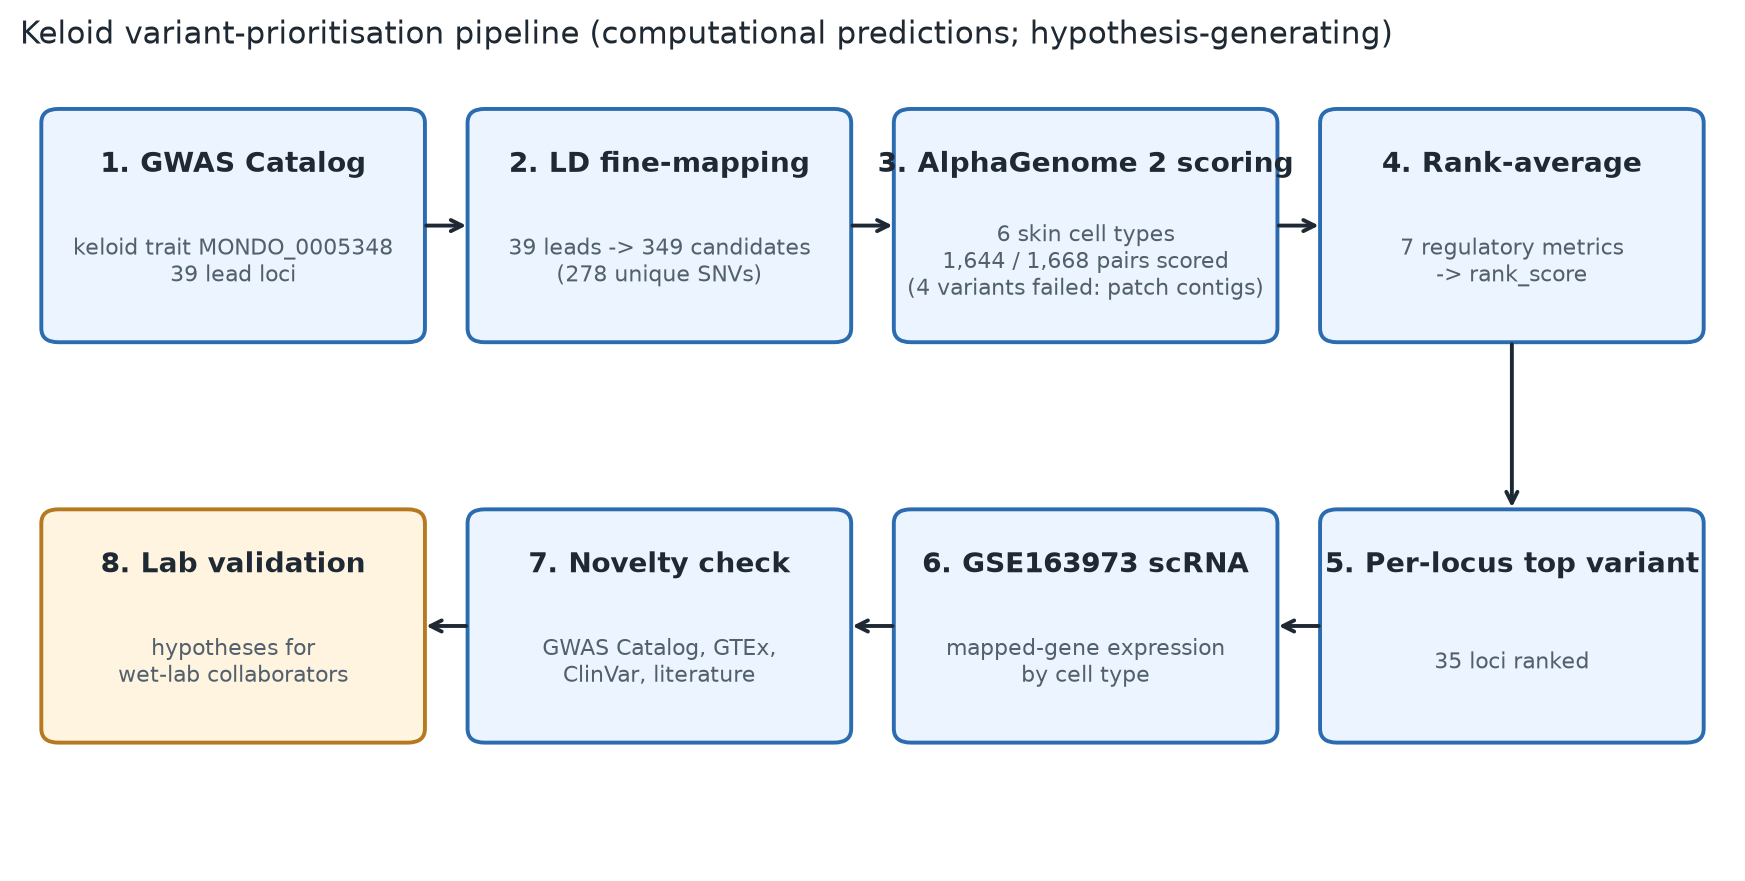 Keloid variant-prioritisation pipeline (computational predictions; hypothesis-generating)
1. GWAS Catalog
keloid trait MONDO_0005348
39 lead loci
2. LD fine-mapping
39 leads -> 349 candidates
(278 unique SNVs)
3. AlphaGenome 2 scoring
6 skin cell types
1,644 / 1,668 pairs scored
(4 variants failed: patch contigs)
4. Rank-average
7 regulatory metrics
-> rank_score
5. Per-locus top variant
35 loci ranked
6. GSE163973 scRNA
mapped-gene expression
by cell type
7. Novelty check
GWAS Catalog, GTEx,
ClinVar, literature
8. Lab validation
hypotheses for
wet-lab collaborators